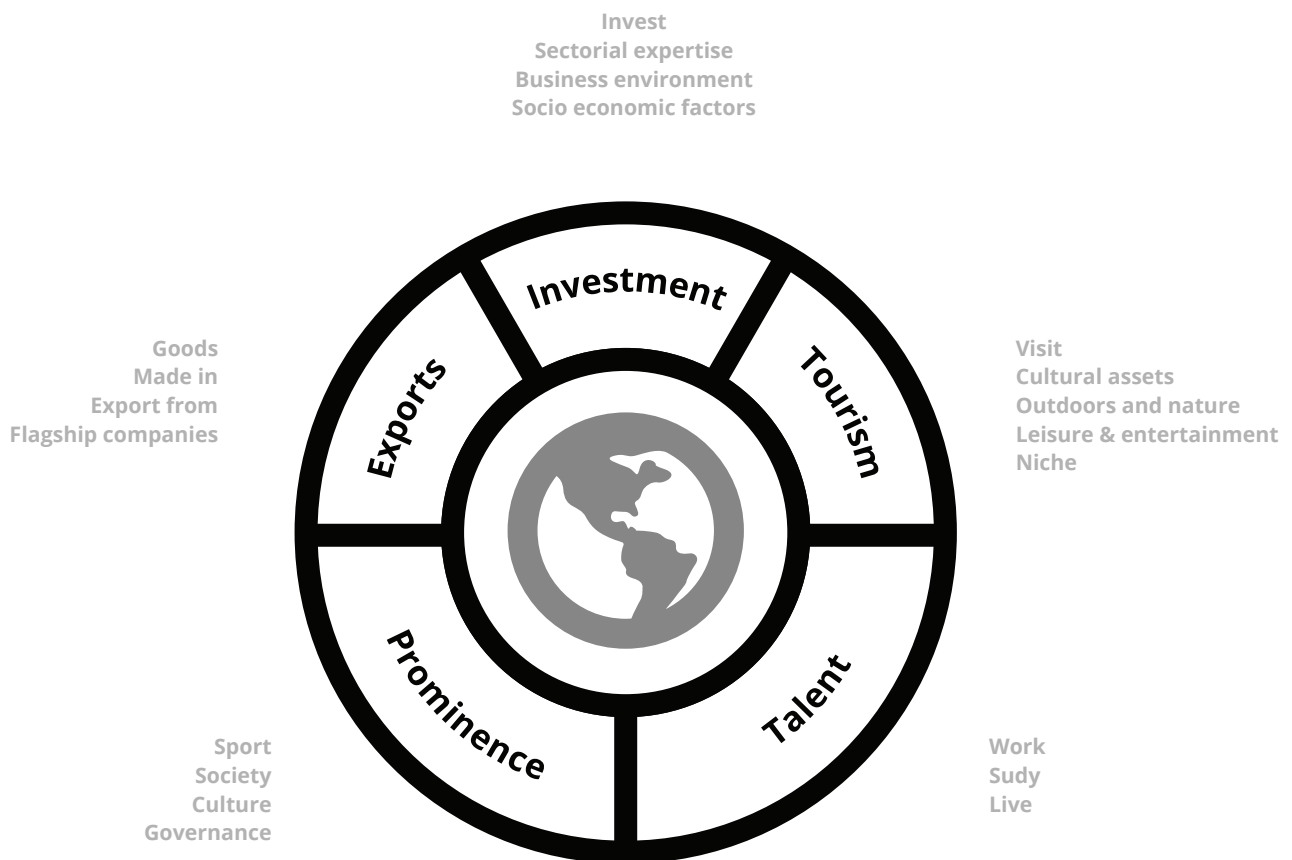 Invest
Sectorial expertise
Business environment
Socio economic factors
Investment
Exports
Tourism
Goods
Made in
Export from
Flagship companies
Visit
Cultural assets
Outdoors and nature
Leisure & entertainment
Niche
Prominence
Talent
Sport
Society
Culture
Governance
Work
Sudy
Live